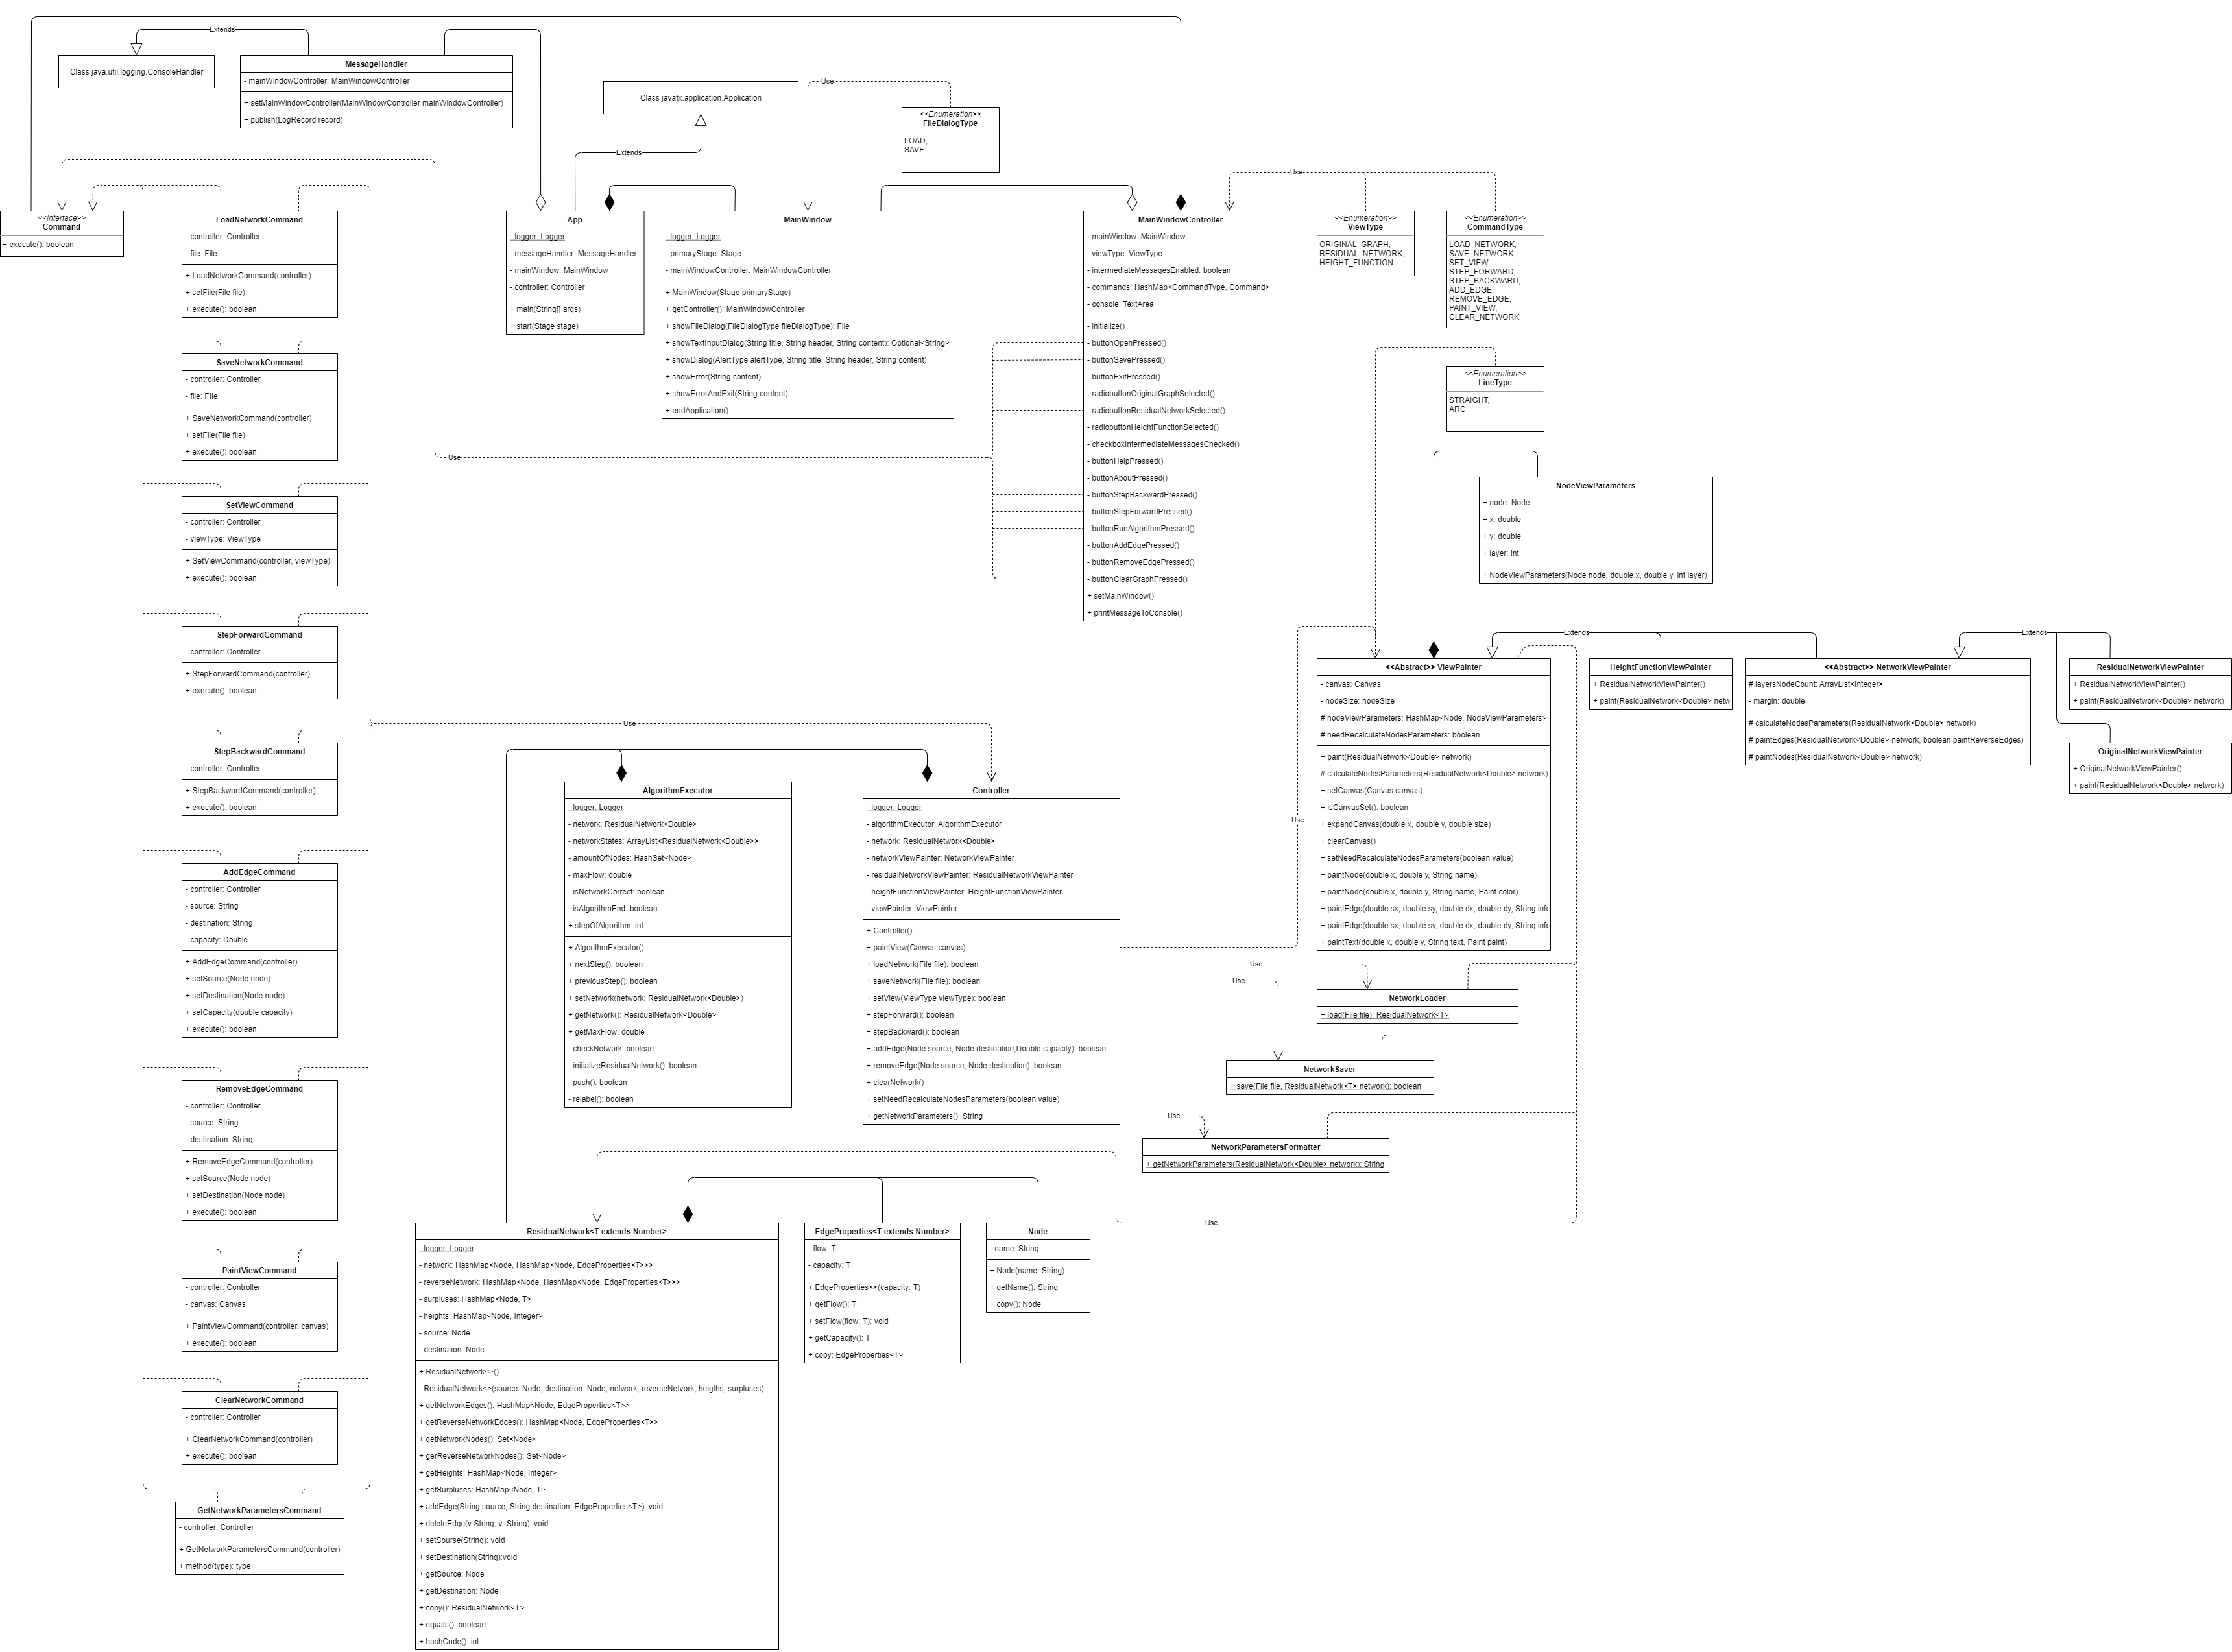 Extends
Class java.util.logging.ConsoleHandler
MessageHandler
- mainWindowController: MainWindowController
+ setMainWindowController(MainWindowController mainWindowController)
+ publish(LogRecord record)
Class javafx.application.Application
Extends
Use
<<Enumeration>>
FileDialogType
LOAD,
SAVE
<<Interface>>
Command
+ execute(): boolean
LoadNetworkCommand
- controller: Controller
- file: File
+ LoadNetworkCommand(controller)
+ setFile(File file)
+ execute(): boolean
SaveNetworkCommand
- controller: Controller
- file: FIle
+ SaveNetworkCommand(controller)
+ setFile(File file)
+ execute(): boolean
SetViewCommand
- controller: Controller
- viewType: ViewType
+ SetViewCommand(controller, viewType)
+ execute(): boolean
StepForwardCommand
- controller: Controller
+ StepForwardCommand(controller)
+ execute(): boolean
StepBackwardCommand
- controller: Controller
+ StepBackwardCommand(controller)
+ execute(): boolean
AddEdgeCommand
- controller: Controller
- source: String
- destination: String
- capacity: Double
+ AddEdgeCommand(controller)
+ setSource(Node node)
+ setDestination(Node node)
+ setCapacity(double capacity)
+ execute(): boolean
RemoveEdgeCommand
- controller: Controller
- source: String
- destination: String
+ RemoveEdgeCommand(controller)
+ setSource(Node node)
+ setDestination(Node node)
+ execute(): boolean
PaintViewCommand
- controller: Controller
- canvas: Canvas
+ PaintViewCommand(controller, canvas)
+ execute(): boolean
ClearNetworkCommand
- controller: Controller
+ ClearNetworkCommand(controller)
+ execute(): boolean
GetNetworkParametersCommand
- controller: Controller
+ GetNetworkParametersCommand(controller)
+ method(type): type
App
- logger: Logger
- messageHandler: MessageHandler
- mainWindow: MainWindow
- controller: Controller
+ main(String[] args)
+ start(Stage stage)
MainWindow
- logger: Logger
- primaryStage: Stage
- mainWindowController: MainWindowController
+ MainWindow(Stage primaryStage)
+ getController(): MainWindowController
+ showFileDialog(FileDialogType fileDialogType): File
+ showTextInputDialog(String title, String header, String content): Optional<String>
+ showDialog(AlertType alertType, String title, String header, String content)
+ showError(String content)
+ showErrorAndExit(String content)
+ endApplication()
Use
MainWindowController
- mainWindow: MainWindow
- viewType: ViewType
- intermediateMessagesEnabled: boolean
- commands: HashMap<CommandType, Command>
- console: TextArea
- initialize()
- buttonOpenPressed()
- buttonSavePressed()
- buttonExitPressed()
- radiobuttonOriginalGraphSelected()
- radiobuttonResidualNetworkSelected()
- radiobuttonHeightFunctionSelected()
- checkboxIntermediateMessagesChecked()
- buttonHelpPressed()
- buttonAboutPressed()
- buttonStepBackwardPressed()
- buttonStepForwardPressed()
- buttonRunAlgorithmPressed()
- buttonAddEdgePressed()
- buttonRemoveEdgePressed()
- buttonClearGraphPressed()
+ setMainWindow()
+ printMessageToConsole()
Use
<<Enumeration>>
ViewType
ORIGINAL_GRAPH,
RESIDUAL_NETWORK,
HEIGHT_FUNCTION
<<Enumeration>>
CommandType
LOAD_NETWORK,
SAVE_NETWORK,
SET_VIEW,
STEP_FORWARD,
STEP_BACKWARD,
ADD_EDGE,
REMOVE_EDGE,
PAINT_VIEW,
CLEAR_NETWORK
<<Enumeration>>
LineType
STRAIGHT,
ARC
NodeViewParameters
+ node: Node
+ x: double
+ y: double
+ layer: int
+ NodeViewParameters(Node node, double x, double y, int layer)
Extends
Extends
<<Abstract>> ViewPainter
- canvas: Canvas
- nodeSize: nodeSize
# nodeViewParameters: HashMap<Node, NodeViewParameters>
# needRecalculateNodesParameters: boolean
+ paint(ResidualNetwork<Double> network)
# calculateNodesParameters(ResidualNetwork<Double> network)
+ setCanvas(Canvas canvas)
+ isCanvasSet(): boolean
+ expandCanvas(double x, double y, double size)
+ clearCanvas()
+ setNeedRecalculateNodesParameters(boolean value)
+ paintNode(double x, double y, String name)
+ paintNode(double x, double y, String name, Paint color)
+ paintEdge(double sx, double sy, double dx, double dy, String info
+ paintEdge(double sx, double sy, double dx, double dy, String info
+ paintText(double x, double y, String text, Paint paint)
HeightFunctionViewPainter
+ ResidualNetworkViewPainter()
+ paint(ResidualNetwork<Double> netw
<<Abstract>> NetworkViewPainter
# layersNodeCount: ArrayList<Integer>
- margin: double
# calculateNodesParameters(ResidualNetwork<Double> network)
# paintEdges(ResidualNetwork<Double> network, boolean paintReverseEdges)
# paintNodes(ResidualNetwork<Double> network)
ResidualNetworkViewPainter
+ ResidualNetworkViewPainter()
+ paint(ResidualNetwork<Double> network)
OriginalNetworkViewPainter
+ OriginalNetworkViewPainter()
+ paint(ResidualNetwork<Double> network)
Use
Use
AlgorithmExecutor
- logger: Logger
- network: ResidualNetwork<Double>
- networkStates: ArrayList<ResidualNetwork<Double>>
- amountOfNodes: HashSet<Node>
- maxFlow: double
- isNetworkCorrect: boolean
- isAlgorithmEnd: boolean
+ stepOfAlgorithm: int
+ AlgorithmExecutor()
+ nextStep(): boolean
+ previousStep(): boolean
+ setNetwork(network: ResidualNetwork<Double>)
+ getNetwork(): ResidualNetwork<Double>
+ getMaxFlow: double
- checkNetwork: boolean
- initializeResidualNetwork(): boolean
- push(): boolean
- relabel(): boolean
Controller
- logger: Logger
- algorithmExecutor: AlgorithmExecutor
- network: ResidualNetwork<Double>
- networkViewPainter: NetworkViewPainter
- residualNetworkViewPainter: ResidualNetworkViewPainter
- heightFunctionViewPainter: HeightFunctionViewPainter
- viewPainter: ViewPainter
+ Controller()
+ paintView(Canvas canvas)
+ loadNetwork(File file): boolean
+ saveNetwork(File file): boolean
+ setView(ViewType viewType): boolean
+ stepForward(): boolean
+ stepBackward(): boolean
+ addEdge(Node source, Node destination,Double capacity): boolean
+ removeEdge(Node source, Node destination): boolean
+ clearNetwork()
+ setNeedRecalculateNodesParameters(boolean value)
+ getNetworkParameters(): String
Use
NetworkLoader
+ load(File file): ResidualNetwork<T>
Use
NetworkSaver
+ save(File file, ResidualNetwork<T> network): boolean
Use
NetworkParametersFormatter
+ getNetworkParameters(ResidualNetwork<Double> network): String
Use
ResidualNetwork<T extends Number>
- logger: Logger
- network: HashMap<Node, HashMap<Node, EdgeProperties<T>>>
- reverseNetwork: HashMap<Node, HashMap<Node, EdgeProperties<T>>>
- surpluses: HashMap<Node, T>
- heights: HashMap<Node, Integer>
- source: Node
- destination: Node
+ ResidualNetwork<>()
- ResidualNetwork<>(source: Node, destination: Node, network, reverseNetvork, heigths, surpluses)
+ getNetworkEdges(): HashMap<Node, EdgeProperties<T>>
+ getReverseNetworkEdges(): HashMap<Node, EdgeProperties<T>>
+ getNetworkNodes(): Set<Node>
+ gerReverseNetworkNodes(): Set<Node>
+ getHeights: HashMap<Node, Integer>
+ getSurpluses: HashMap<Node, T>
+ addEdge(String source, String destination, EdgeProperties<T>): void
+ deleteEdge(v:String, v: String): void
+ setSourse(String): void
+ setDestination(String):void
+ getSource: Node
+ getDestination: Node
+ copy(): ResidualNetwork<T>
+ equals(): boolean
+ hashCode(): int
EdgeProperties<T extends Number>
- flow: T
- capacity: T
+ EdgeProperties<>(capacity: T)
+ getFlow(): T
+ setFlow(flow: T): void
+ getCapacity(): T
+ copy: EdgeProperties<T>
Node
- name: String
+ Node(name: String)
+ getName(): String
+ copy(): Node